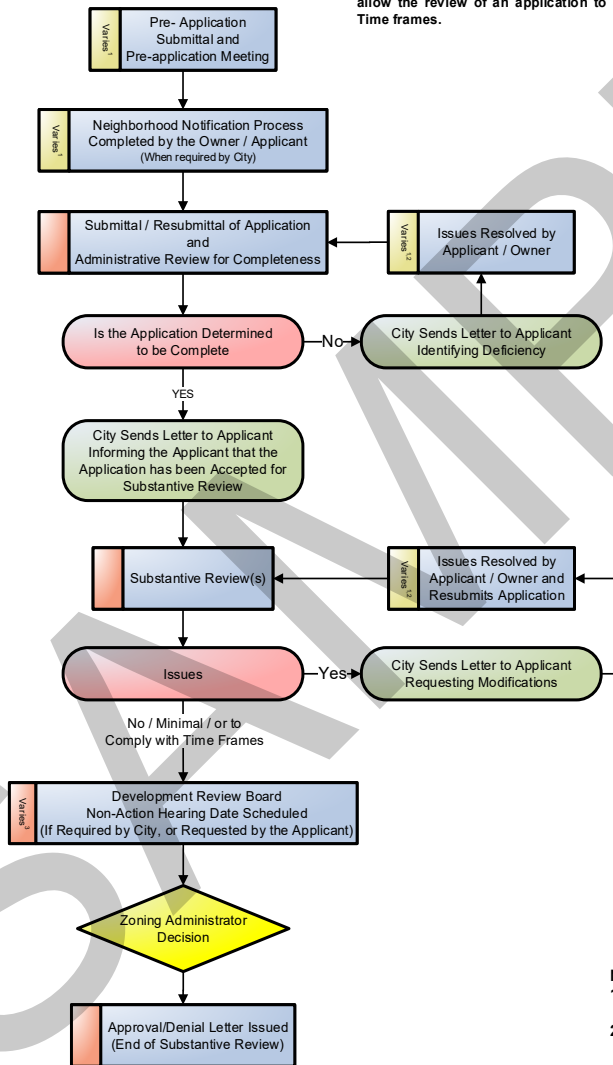 allow the review of an application to
Time frames.
Varies1
Pre- Application
Submittal and
Pre-application Meeting
Varies1
Neighborhood Notification Process
Completed by the Owner / Applicant
(When required by City)
Submittal / Resubmittal of Application
and
Administrative Review for Completeness
Varies1,2
Issues Resolved by
Applicant / Owner
Is the Application Determined
to be Complete
No
City Sends Letter to Applicant
Identifying Deficiency
YES
City Sends Letter to Applicant
Informing the Applicant that the
Application has been Accepted for
Substantive Review
Substantive Review(s)
Varies1,2
Issues Resolved by
Applicant / Owner and
Resubmits Application
Issues
Yes
City Sends Letter to Applicant
Requesting Modifications
No / Minimal / or to
Comply with Time Frames
Varies3
Development Review Board
Non-Action Hearing Date Scheduled
(If Required by City, or Requested by the Applicant)
Zoning Administrator
Decision
Approval/Denial Letter Issued
(End of Substantive Review)
1
2